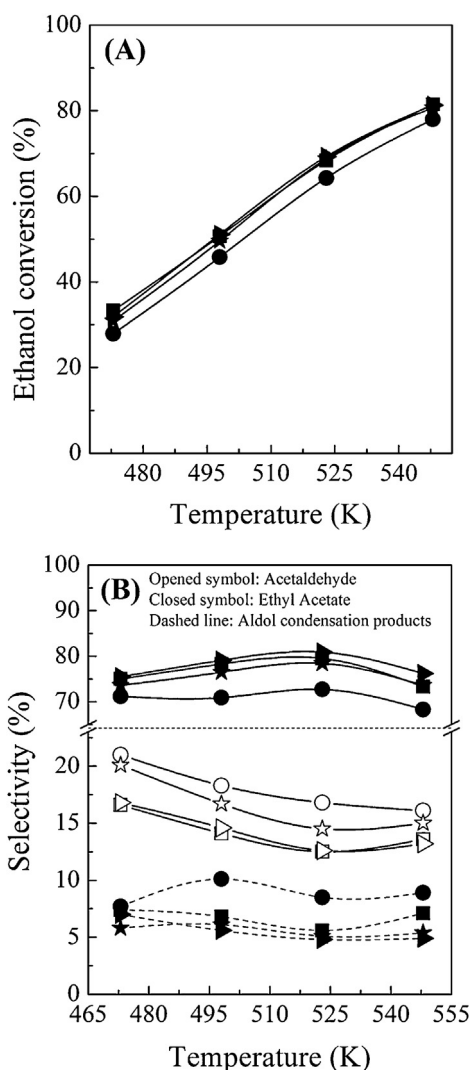 (A)
Ethanol conversion (%)
100
80
60
40
20
0
480 495 510 525 540
Temperature (K)
(B)
Opened symbol: Acetaldehyde
Closed symbol: Ethyl Acetate
Dashed line: Aldol condensation products
Selectivity (%)
100
90
80
70
20
15
10
5
0
465 480 495 510 525 540 555
Temperature (K)